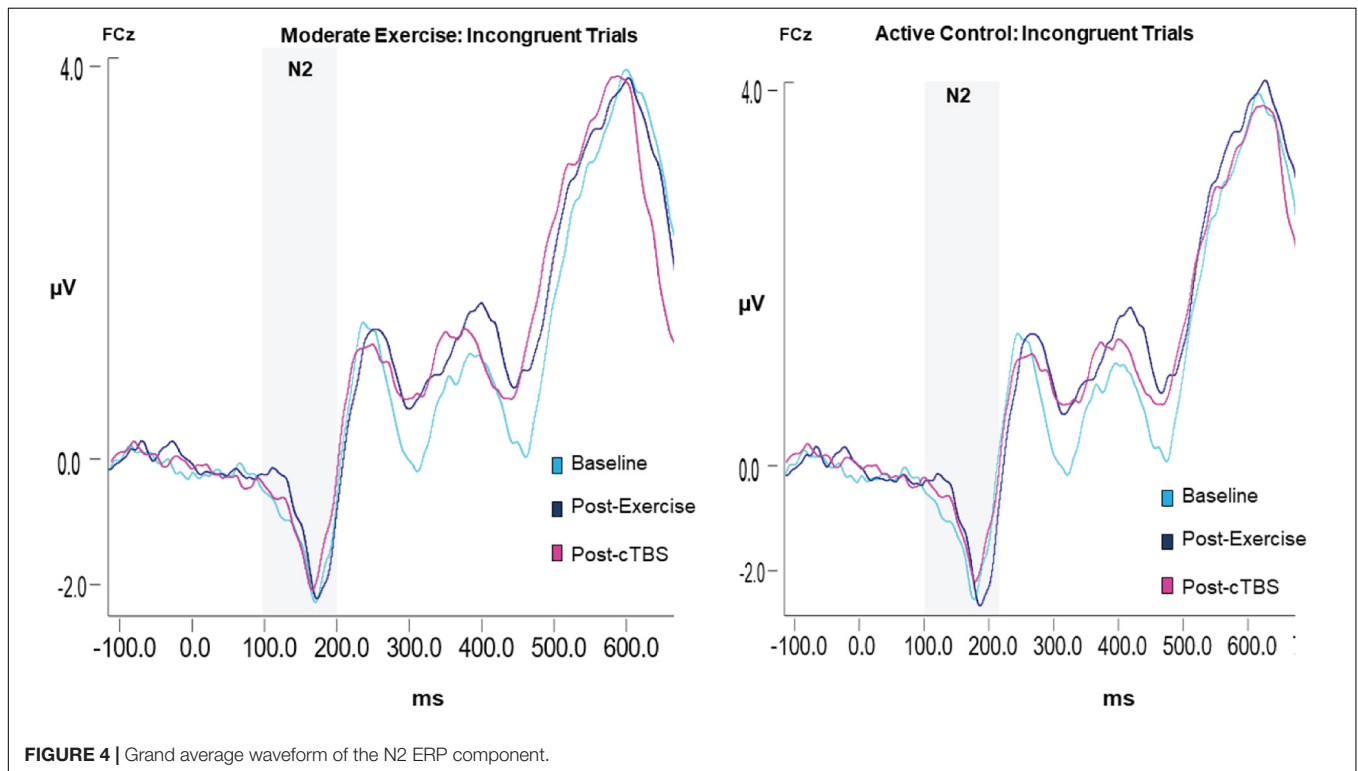 FCz
Moderate Exercise: Incongruent Trials
N2
4.0
µV
0.0
-2.0
Baseline
Post-Exercise
Post-cTBS
-100.0 0.0 100.0 200.0 300.0 400.0 500.0 600.0
ms
FCz
Active Control: Incongruent Trials
N2
4.0
µV
0.0
-2.0
Baseline
Post-Exercise
Post-cTBS
-100.0 0.0 100.0 200.0 300.0 400.0 500.0 600.0
ms
FIGURE 4 | Grand average waveform of the N2 ERP component.